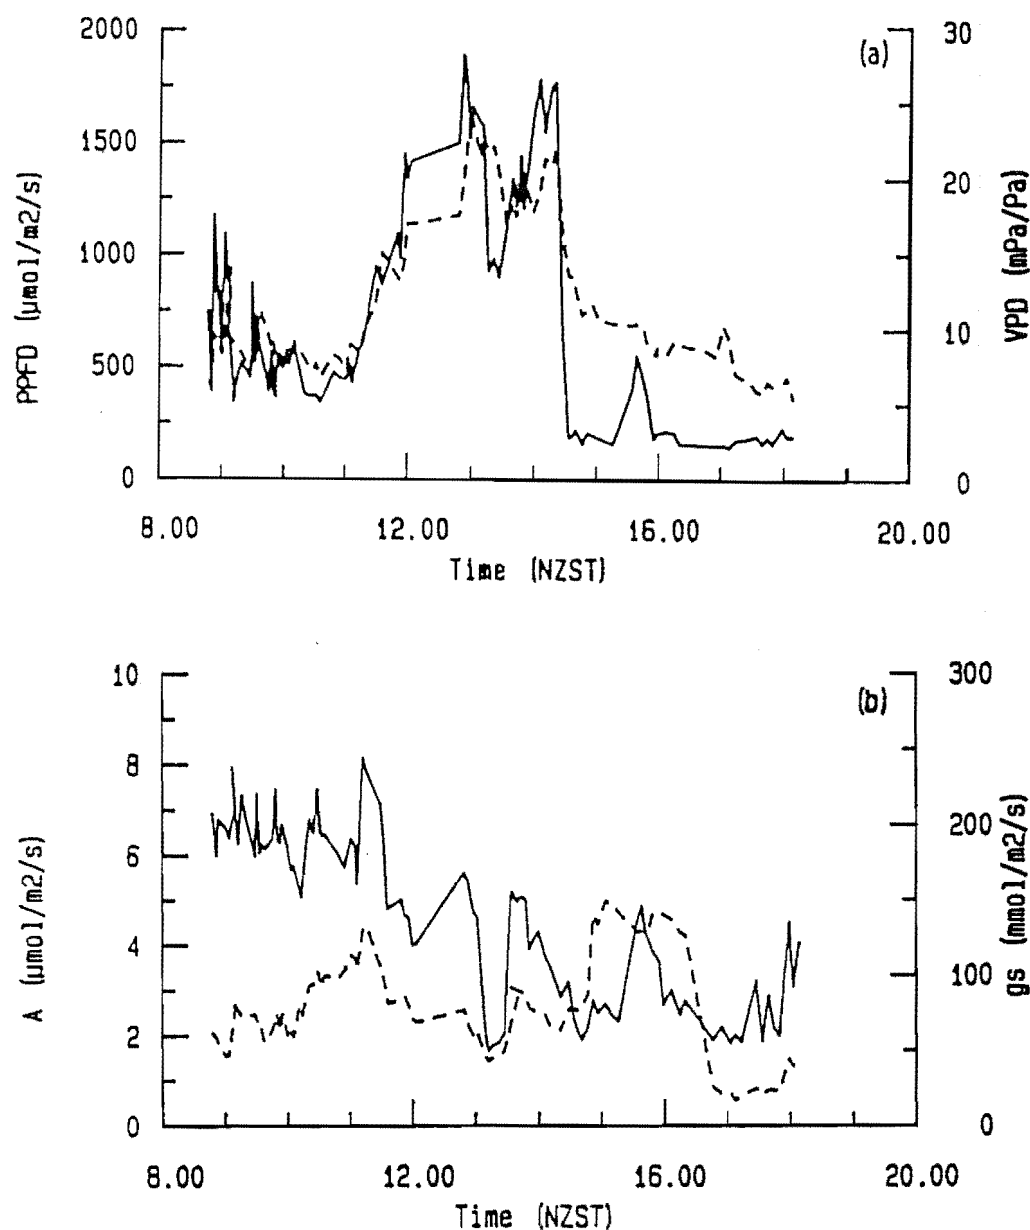 (a)
2000
1500
1000
500
0
PPFD (µmol/m2/s)
30
20
10
0
VPD (mPa/Pa)
8.00 12.00 16.00 20.00
Time (NZST)
(b)
10
8
6
4
2
0
A (µmol/m2/s)
300
200
100
0
gs (mmol/m2/s)
8.00 12.00 16.00 20.00
Time (NZST)